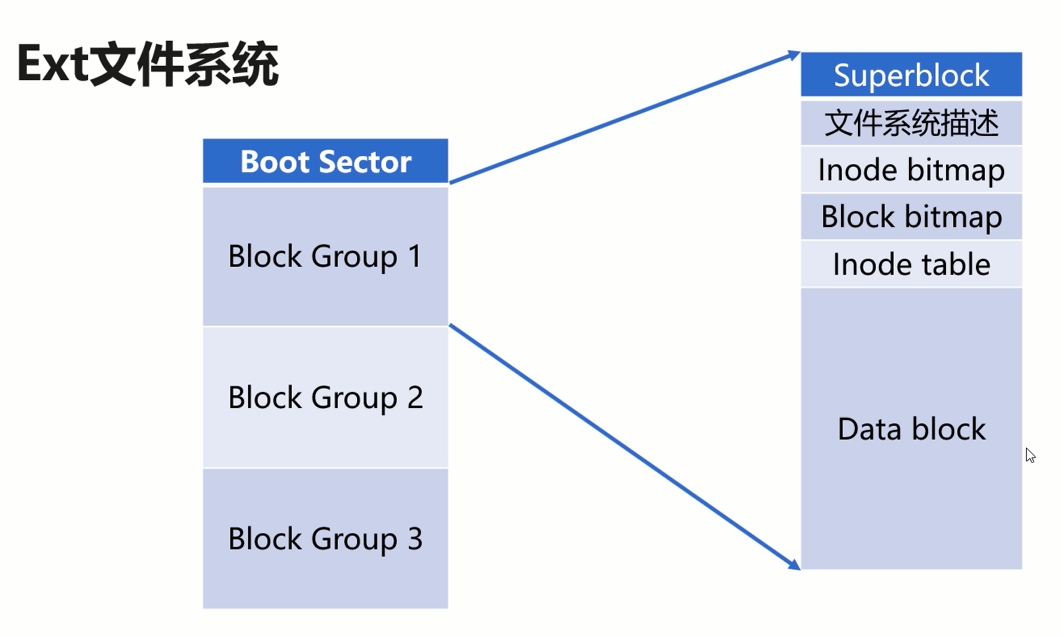 Ext文件系统
Boot Sector
Block Group 1
Block Group 2
Block Group 3
Superblock
文件系统描述
Inode bitmap
Block bitmap
Inode table
Data block